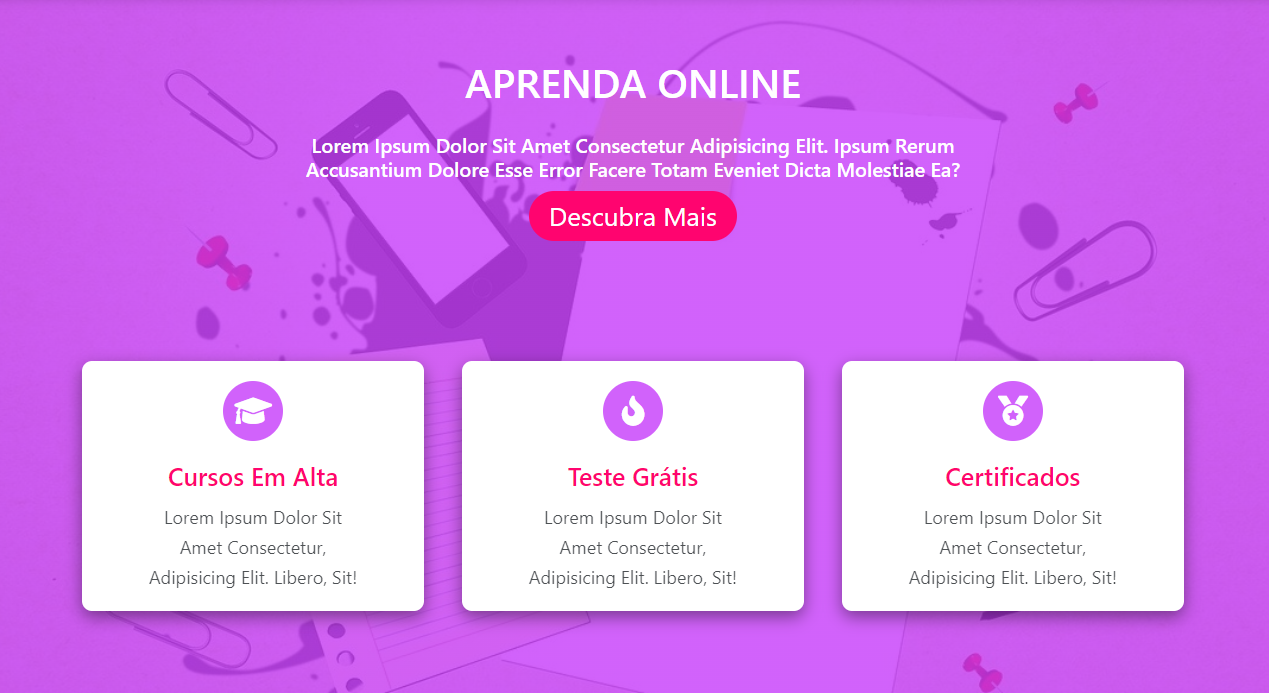 APRENDA ONLINE
Lorem Ipsum Dolor Sit Amet Consectetur Adipisicing Elit. Ipsum Rerum
Accusantium Dolore Esse Error Facere Totam Eveniet Dicta Molestiae Ea?
Descubra Mais
Cursos Em Alta
Lorem Ipsum Dolor Sit
Amet Consectetur,
Adipisicing Elit. Libero, Sit!
Teste Grátis
Lorem Ipsum Dolor Sit
Amet Consectetur,
Adipisicing Elit. Libero, Sit!
Certificados
Lorem Ipsum Dolor Sit
Amet Consectetur,
Adipisicing Elit. Libero, Sit!